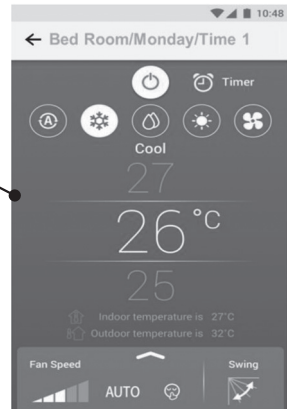 10:48
Bed Room/Monday/Time 1
Timer
A
Cool
27
26°C
25
Indoor temperature is 27°C
Outdoor temperature is 32°C
Fan Speed Swing
AUTO